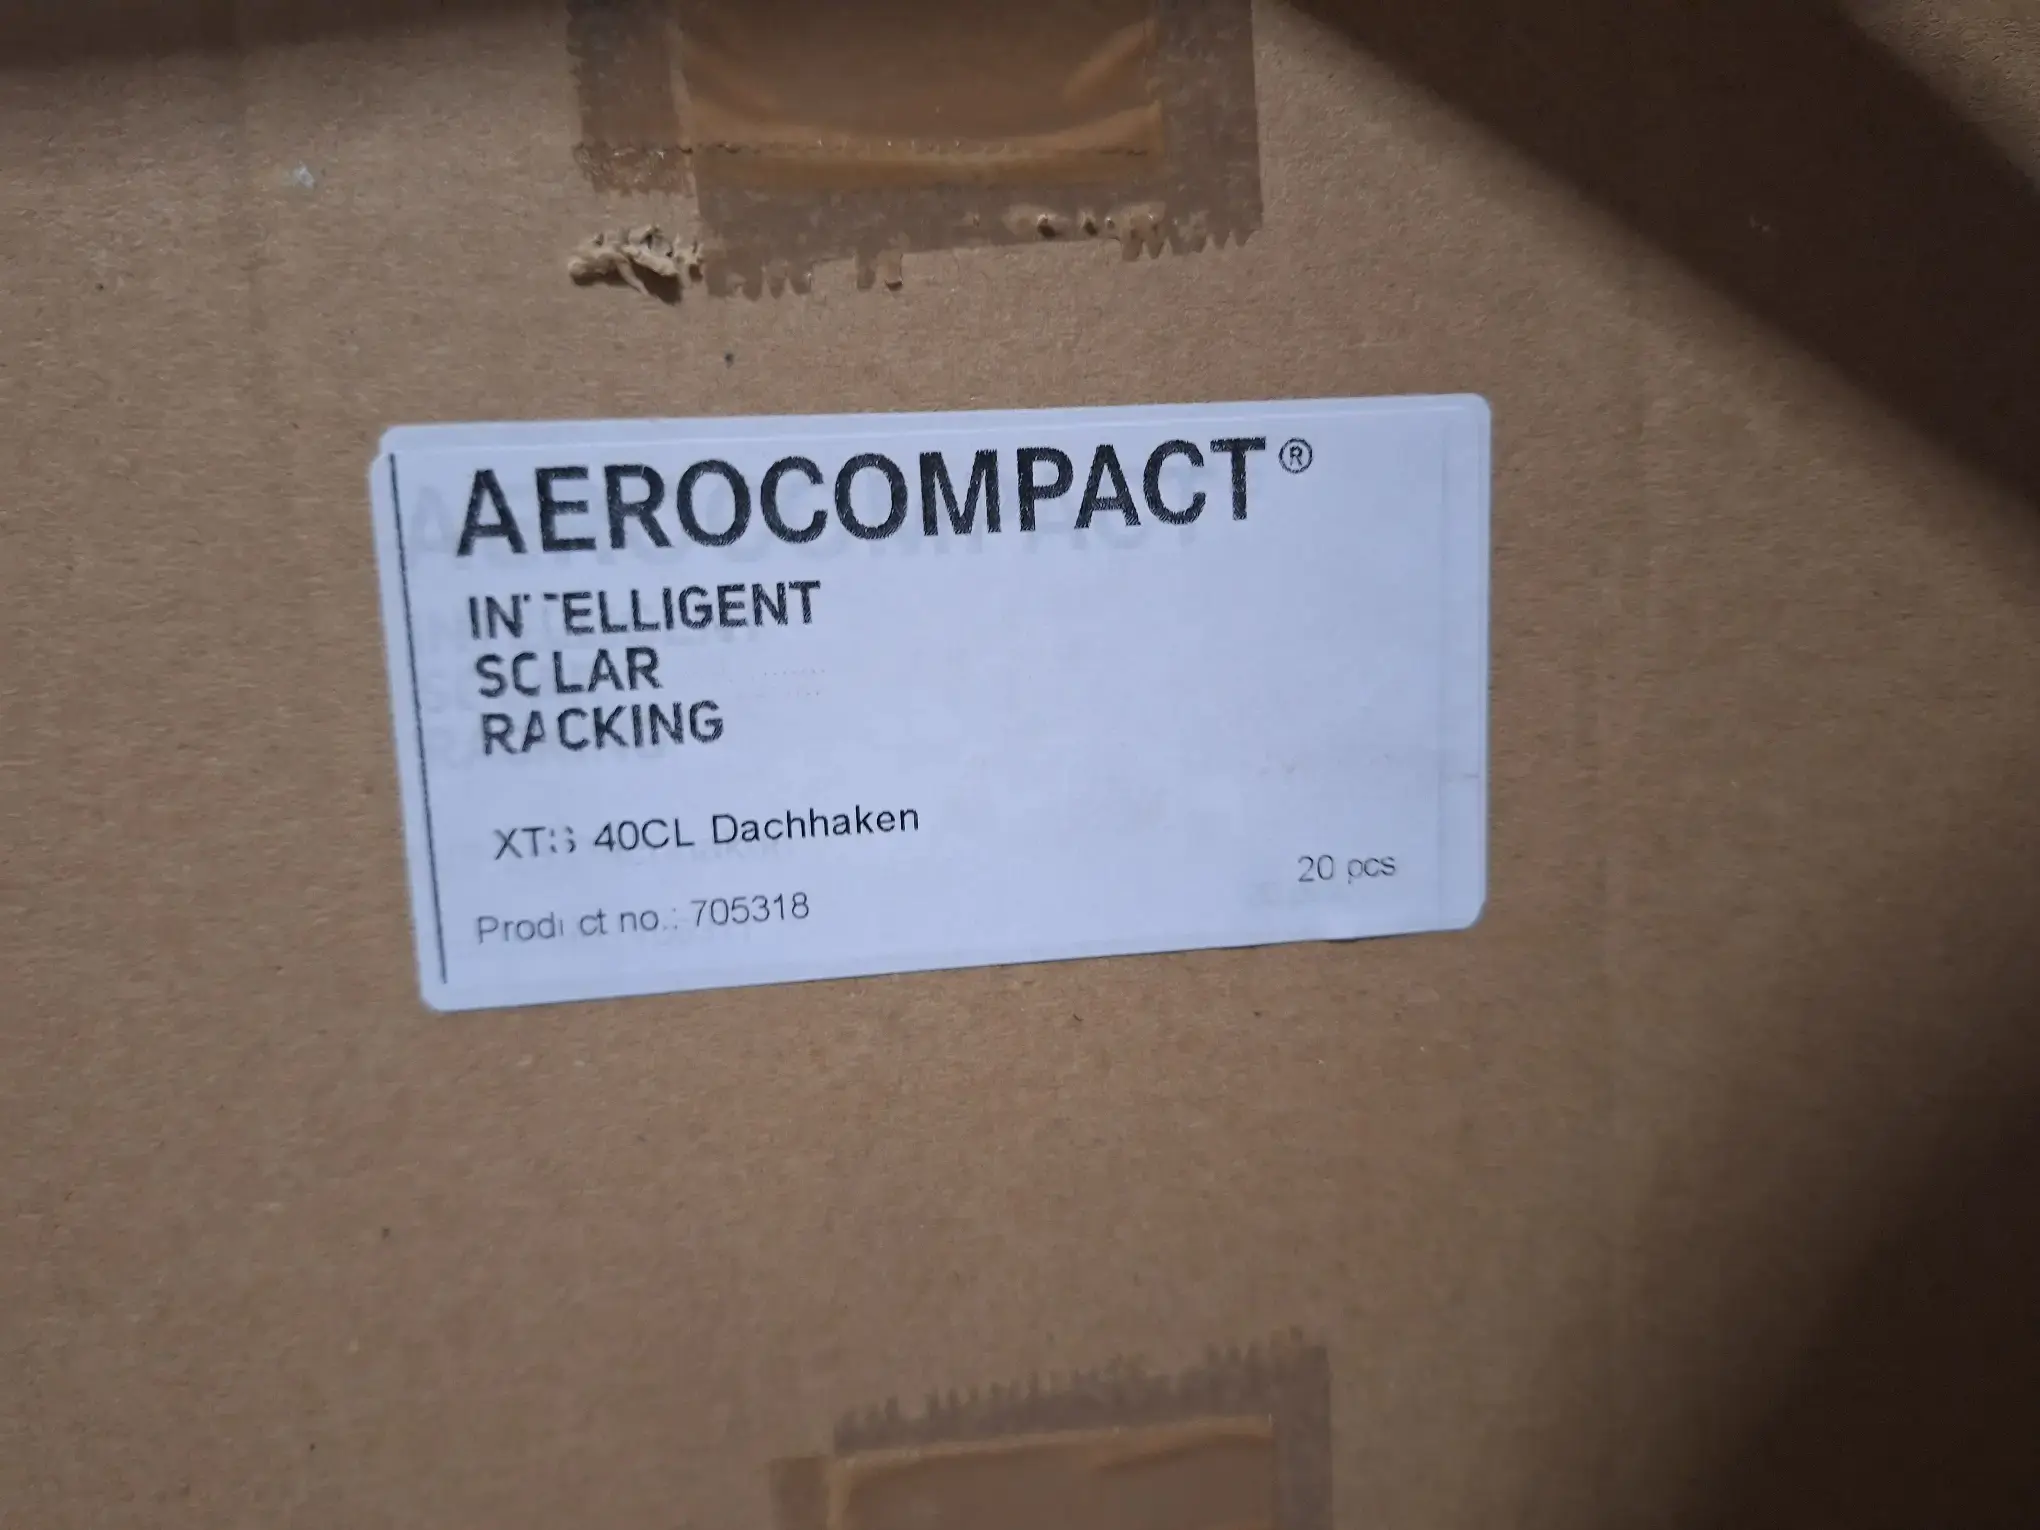 AEROCOMPACT®
INTELLIGENT
SOLAR
RACKING
40CL Dachhaken
20 pcs
Product no.: 705318